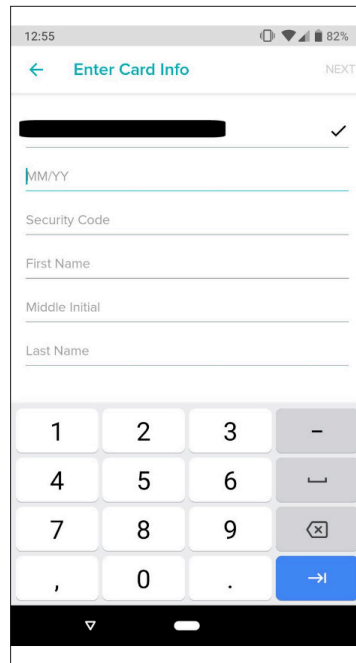 12:55 82%
Enter Card Info NEXT
MM/YY
Security Code
First Name
Middle Initial
Last Name
1 2 3 -
4 5 6
7 8 9
, 0 .